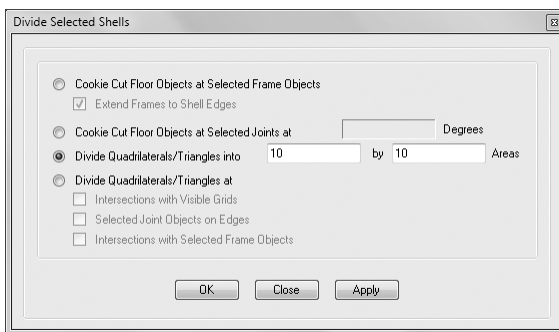 Divide Selected Shells
Cookie Cut Floor Objects at Selected Frame Objects
Extend Frames to Shell Edges
Cookie Cut Floor Objects at Selected Joints at Degrees
Divide Quadrilaterals/Triangles into 10 by 10 Areas
Divide Quadrilaterals/Triangles at
Intersections with Visible Grids
Selected Joint Objects on Edges
Intersections with Selected Frame Objects
OK Close Apply